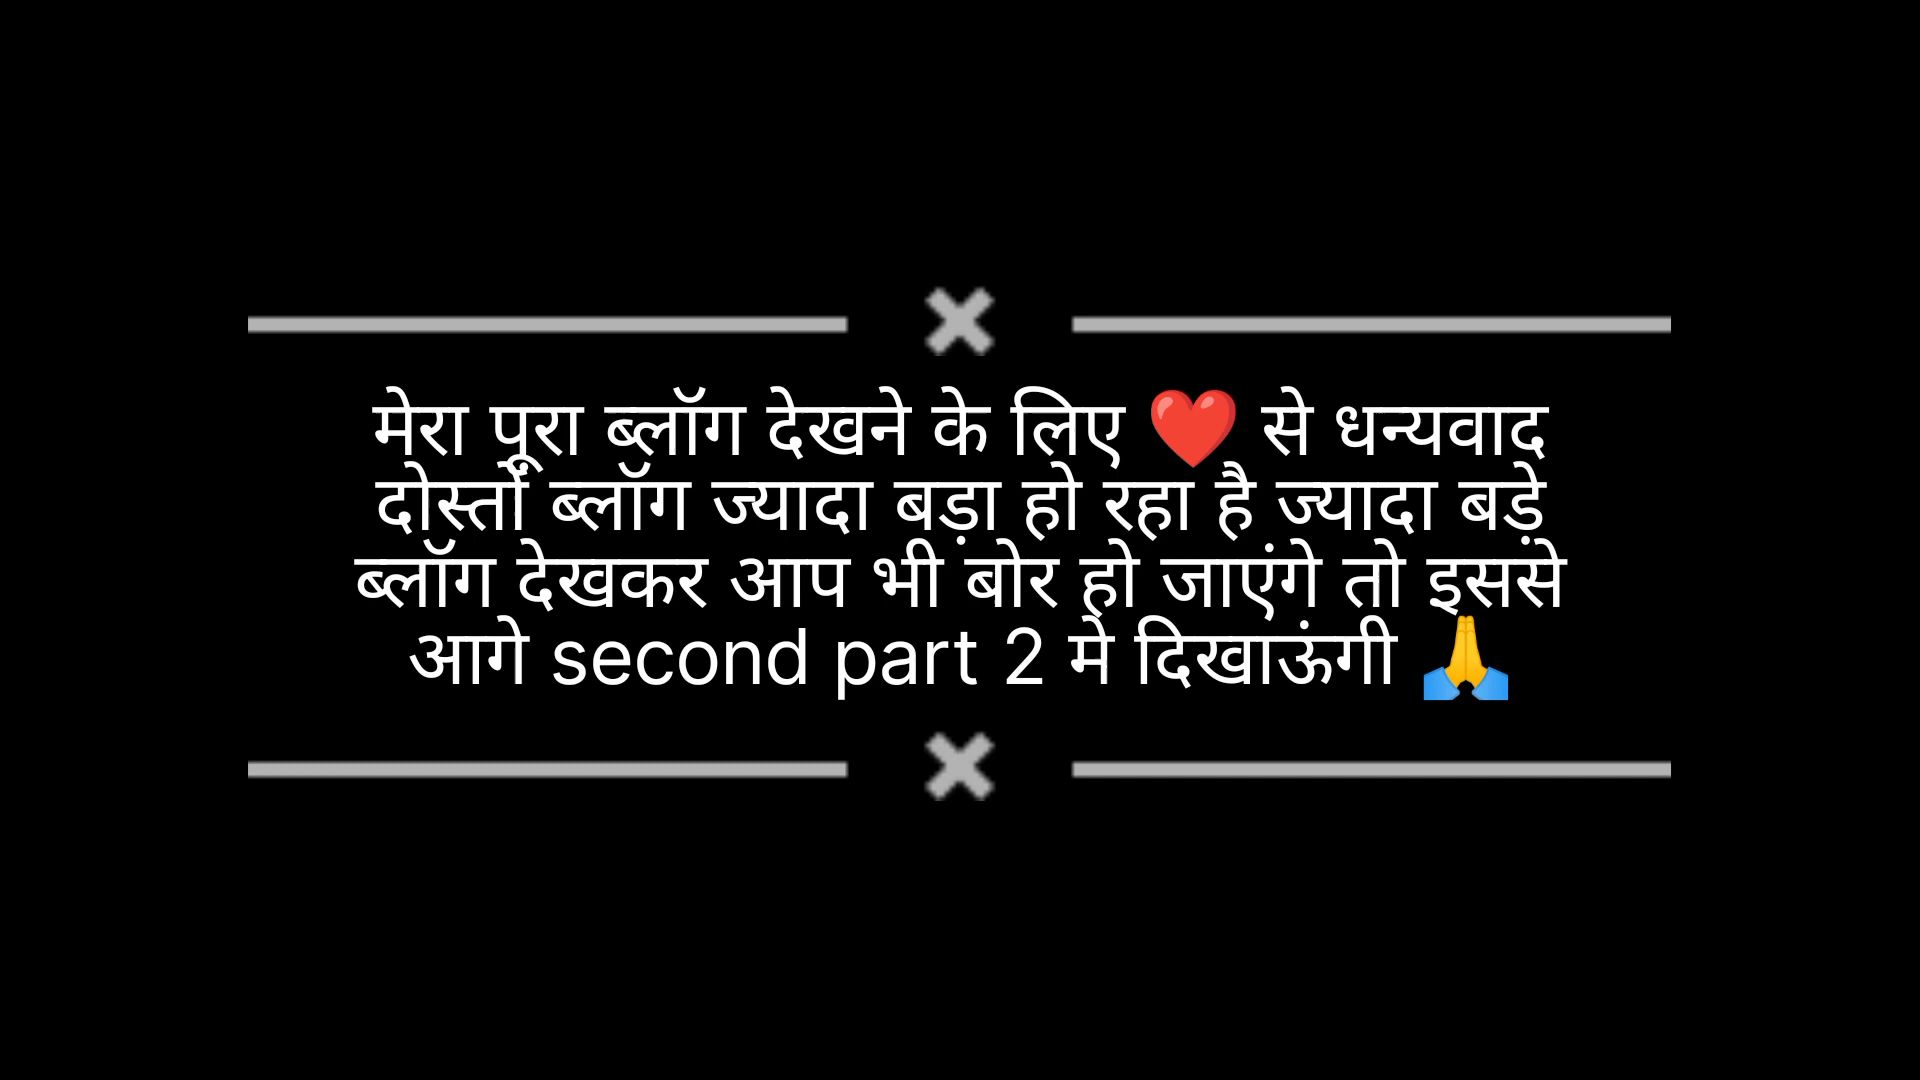 मेरा पूरा ब्लॉग देखने के लिए ❤️ से धन्यवाद
दोस्तों ब्लॉग ज्यादा बड़ा हो रहा है ज्यादा बड़े
ब्लॉग देखकर आप भी बोर हो जाएंगे तो इससे
आगे second part 2 मे दिखाऊंगी 🙏